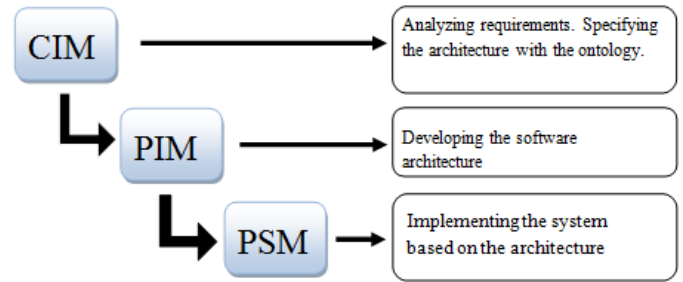 CIM
Analyzing requirements. Specifying
the architecture with the ontology.
PIM
Developing the software
architecture
PSM
Implementing the system
based on the architecture